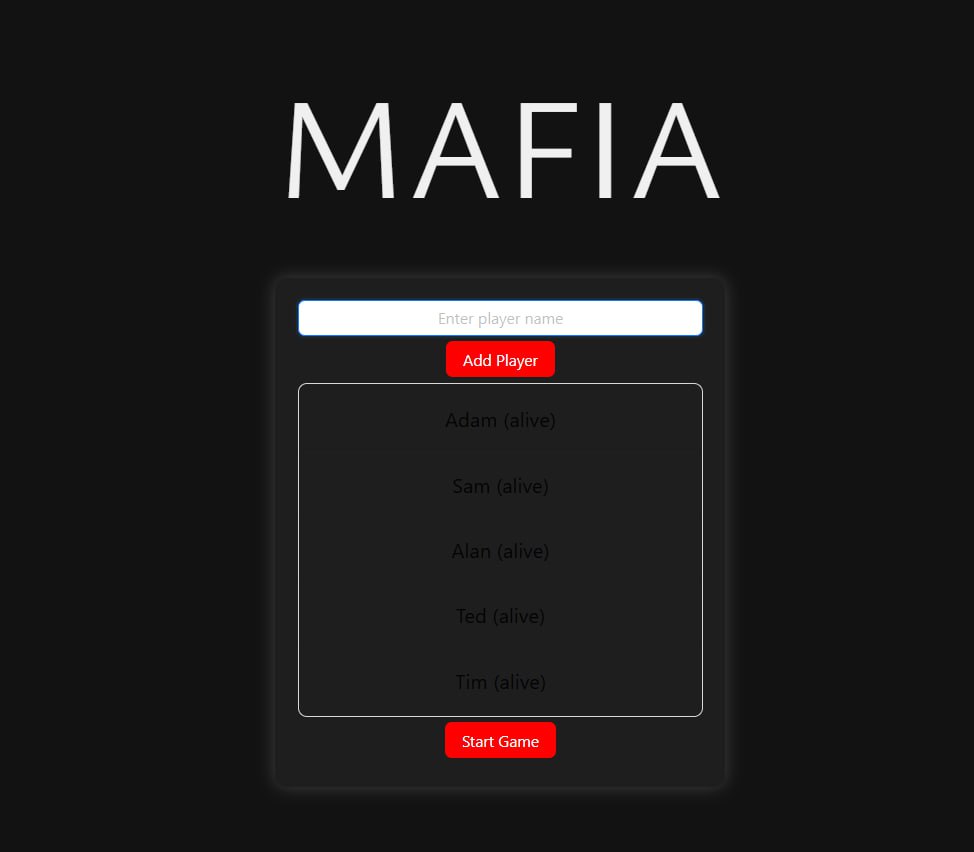 MAFIA
Enter player name
Add Player
Adam (alive)
Sam (alive)
Alan (alive)
Ted (alive)
Tim (alive)
Start Game